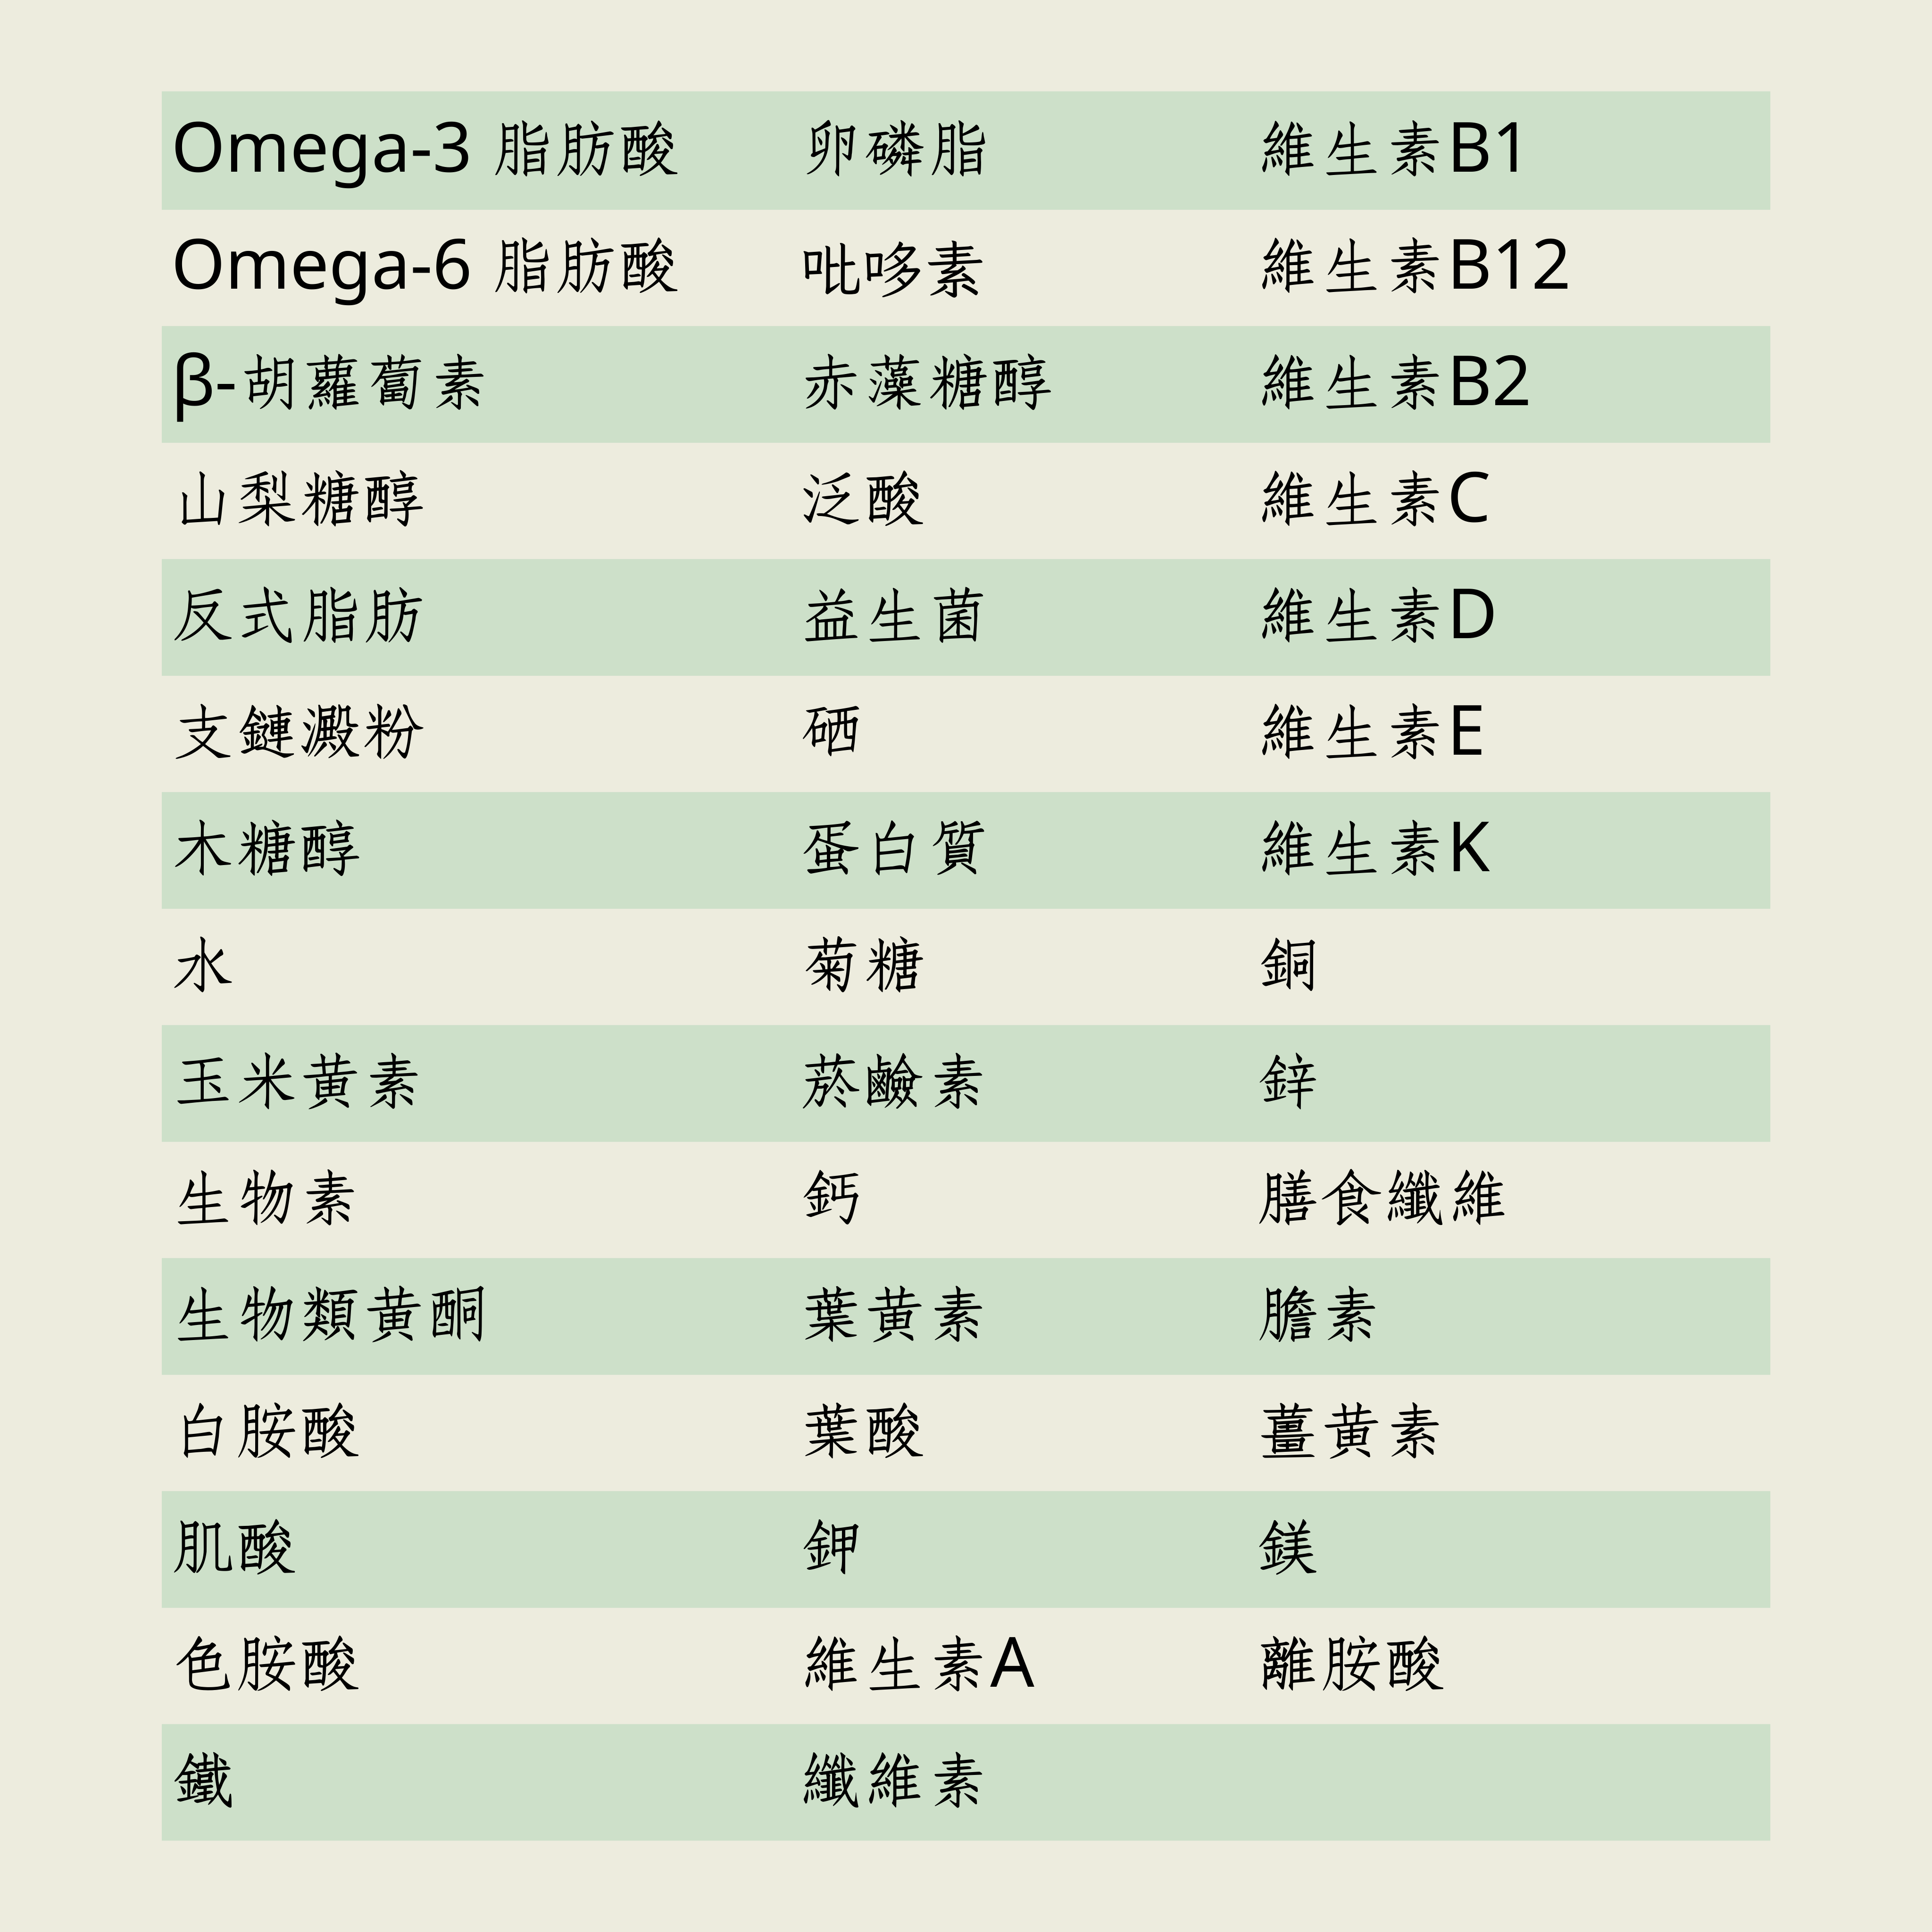 Omega-3 脂肪酸 卵磷脂 維生素B1
Omega-6 脂肪酸 吡哆素 維生素B12
β-胡蘿蔔素 赤藻糖醇 維生素B2
山梨糖醇 泛酸 維生素C
反式脂肪 益生菌 維生素D
支鏈澱粉 硒 維生素E
木糖醇 蛋白質 維生素K
水 菊糖 銅
玉米黃素 菸鹼素 鋅
生物素 鈣 膳食纖維
生物類黃酮 葉黃素 膽素
白胺酸 葉酸 薑黃素
肌酸 鉀 鎂
色胺酸 維生素A 離胺酸
鐵 纖維素